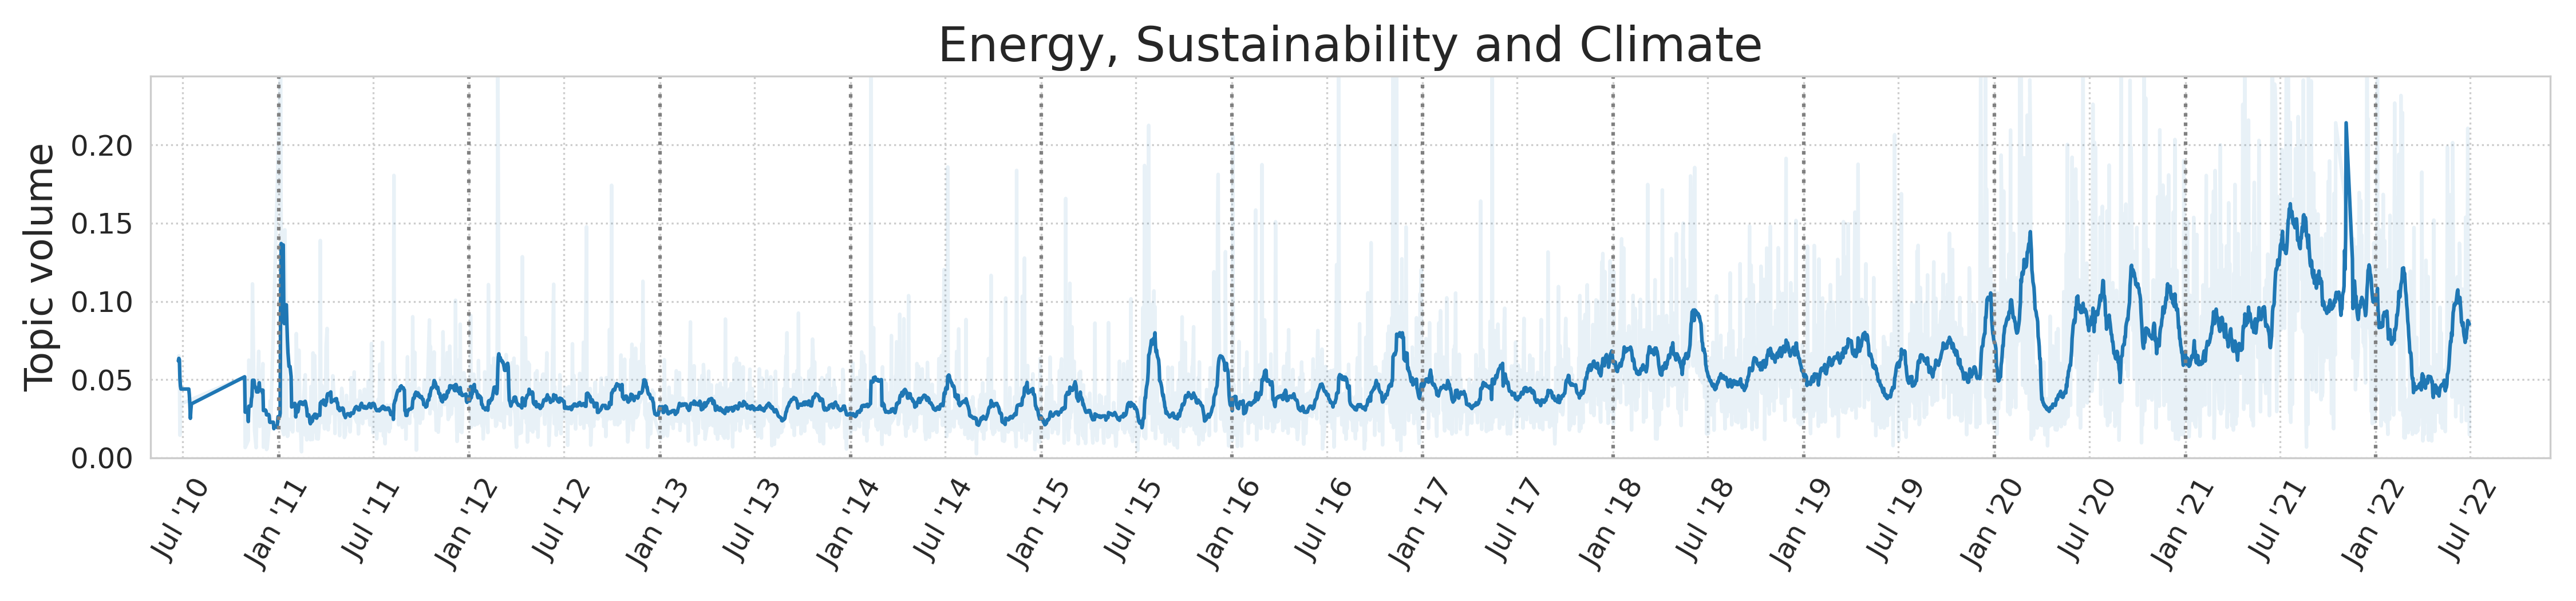 Energy, Sustainability and Climate
Topic volume
0.20
0.15
0.10
0.05
0.00
Jul '10
Jan '11
Jul '11
Jan '12
Jul '12
Jan '13
Jul '13
Jan '14
Jul '14
Jan '15
Jul '15
Jan '16
Jul '16
Jan '17
Jul '17
Jan '18
Jul '18
Jan '19
Jul '19
Jan '20
Jul '20
Jan '21
Jul '21
Jan '22
Jul '22